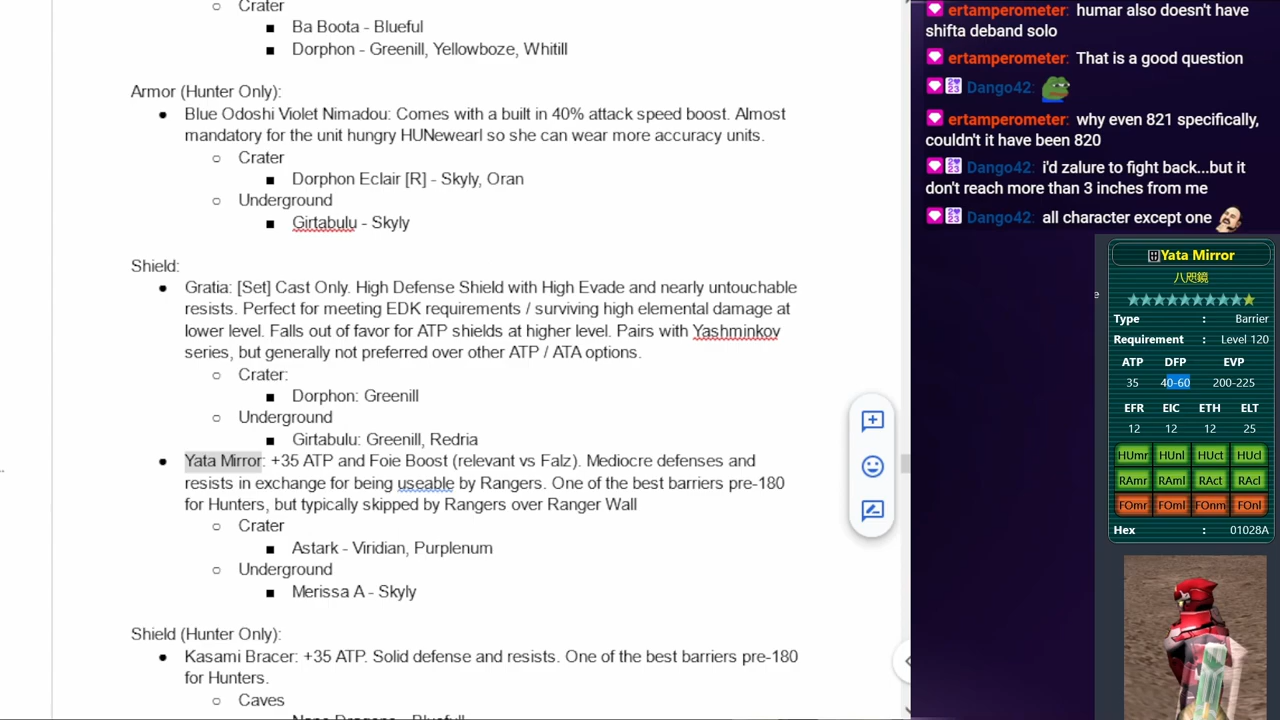 Crater
Ba Boota - Blueful
Dorphon - Greenill, Yellowboze, Whitill
Armor (Hunter Only):
Blue Odoshi Violet Nimadou: Comes with a built in 40% attack speed boost. Almost
mandatory for the unit hungry HUNewearl so she can wear more accuracy units.
Crater
Dorphon Eclair [R] - Skyly, Oran
Underground
Girtabulu - Skyly
Shield:
Gratia: [Set] Cast Only. High Defense Shield with High Evade and nearly untouchable
resists. Perfect for meeting EDK requirements / surviving high elemental damage at
lower level. Falls out of favor for ATP shields at higher level. Pairs with Yashminkov
series, but generally not preferred over other ATP / ATA options.
Crater:
Dorphon: Greenill
Underground
Girtabulu: Greenill, Redria
Yata Mirror: +35 ATP and Foie Boost (relevant vs Falz). Mediocre defenses and
resists in exchange for being useable by Rangers. One of the best barriers pre-180
for Hunters, but typically skipped by Rangers over Ranger Wall
Crater
Astark - Viridian, Purplenum
Underground
Merissa A - Skyly
Shield (Hunter Only):
Kasami Bracer: +35 ATP. Solid defense and resists. One of the best barriers pre-180
for Hunters.
Caves
ertamperometer: humar also doesn't have
shifta deband solo
ertamperometer: That is a good question
Dango42:
ertamperometer: why even 821 specifically,
couldn't it have been 820
Dango42: i'd zalure to fight back...but it
don't reach more than 3 inches from me
Dango42: all character except one
Yata Mirror
八咫鏡
Type : Barrier
Requirement : Level 120
ATP DFP EVP
35 40-60 200-225
EFR EIC ETH ELT
12 12 12 25
HUmr HUnl HUct HUcl
RAmr RAml RAct RAcl
FOmr FOml FOnm FOnl
Hex : 01028A